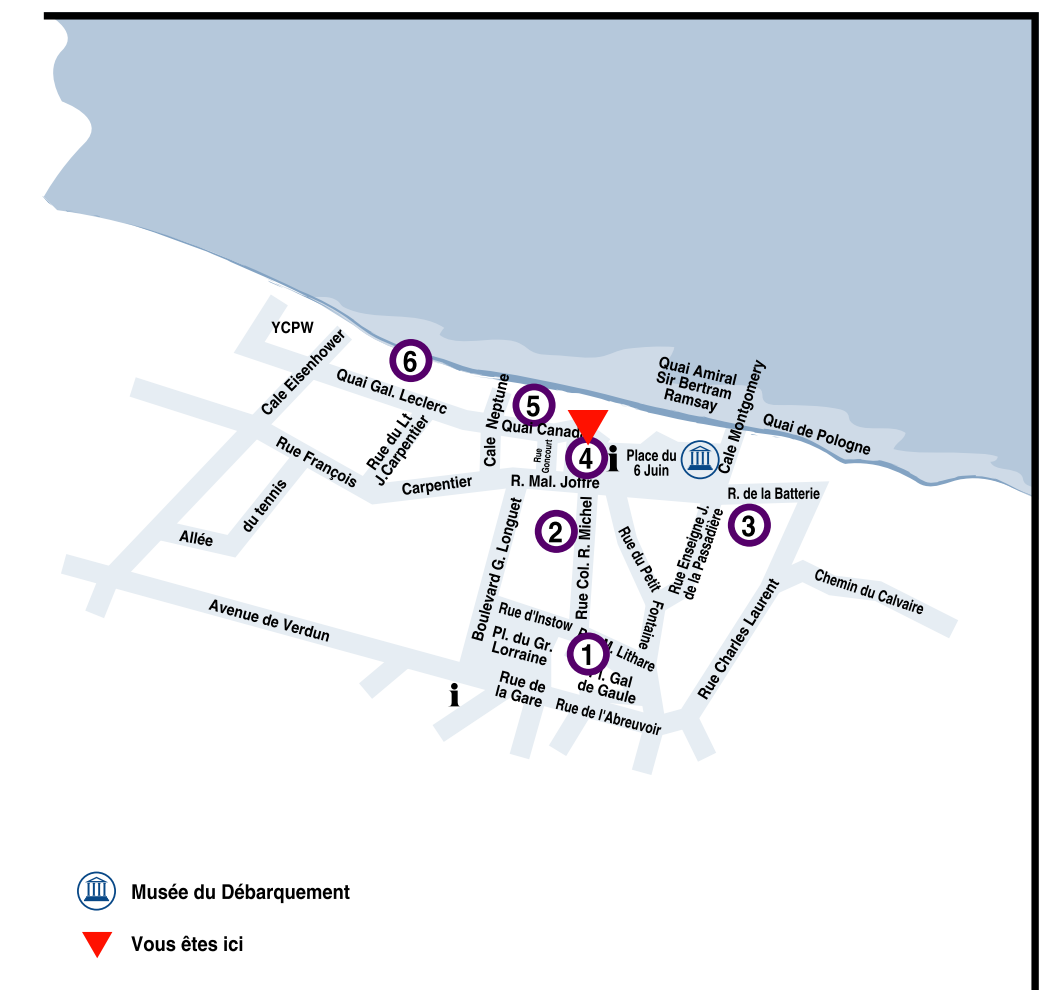 YCPW
Cale Eisenhower
6
Quai Gal. Leclerc
Rue du Lt
J.Carpentier
Rue François
Carpentier
Allée
du tennis
Avenue de Verdun
Cale Neptune
5
Quai
Rue
Goncourt
4
i
Place du
6 Juin
R. Mal. Joffre
Quai Amiral
Sir Bertram
Ramsay
Cale Montgomery
Quai de Pologne
R. de la Batterie
3
2
Boulevard G. Longuet
Rue Col. R. Michel
Rue du Petit
Fontaine
Rue Enseigne J.
de la Passadière
Chemin du Calvaire
Rue Charles Laurent
Rue d'Instow
Lithare
Pl. du Gr.
Lorraine
1
Gal
de Gaule
Rue de
la Gare
Rue de l'Abreuvoir
i
Musée du Débarquement
Vous êtes ici